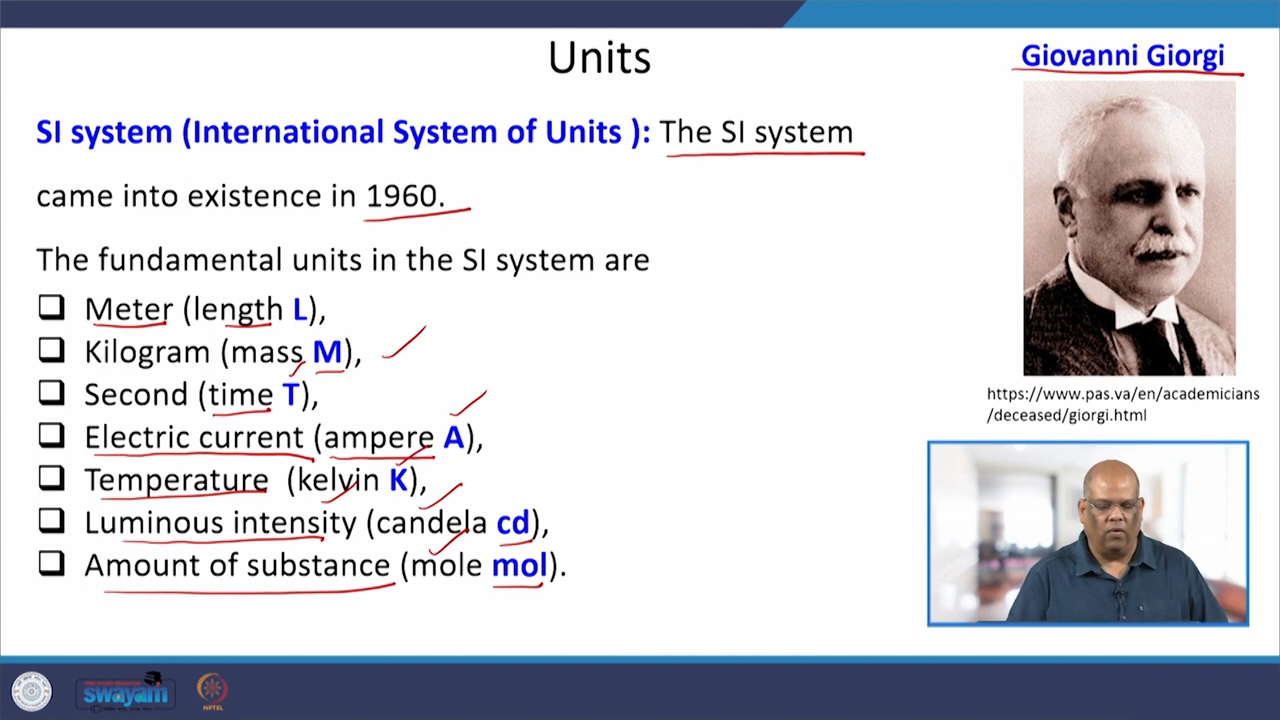 Units
Giovanni Giorgi
SI system (International System of Units ): The SI system
came into existence in 1960.
The fundamental units in the SI system are
Meter (length L),
Kilogram (mass M),
Second (time T),
Electric current (ampere A),
Temperature (kelvin K),
Luminous intensity (candela cd),
Amount of substance (mole mol).
https://www.pas.va/en/academicians
/deceased/giorgi.html
swayam
NPTEL